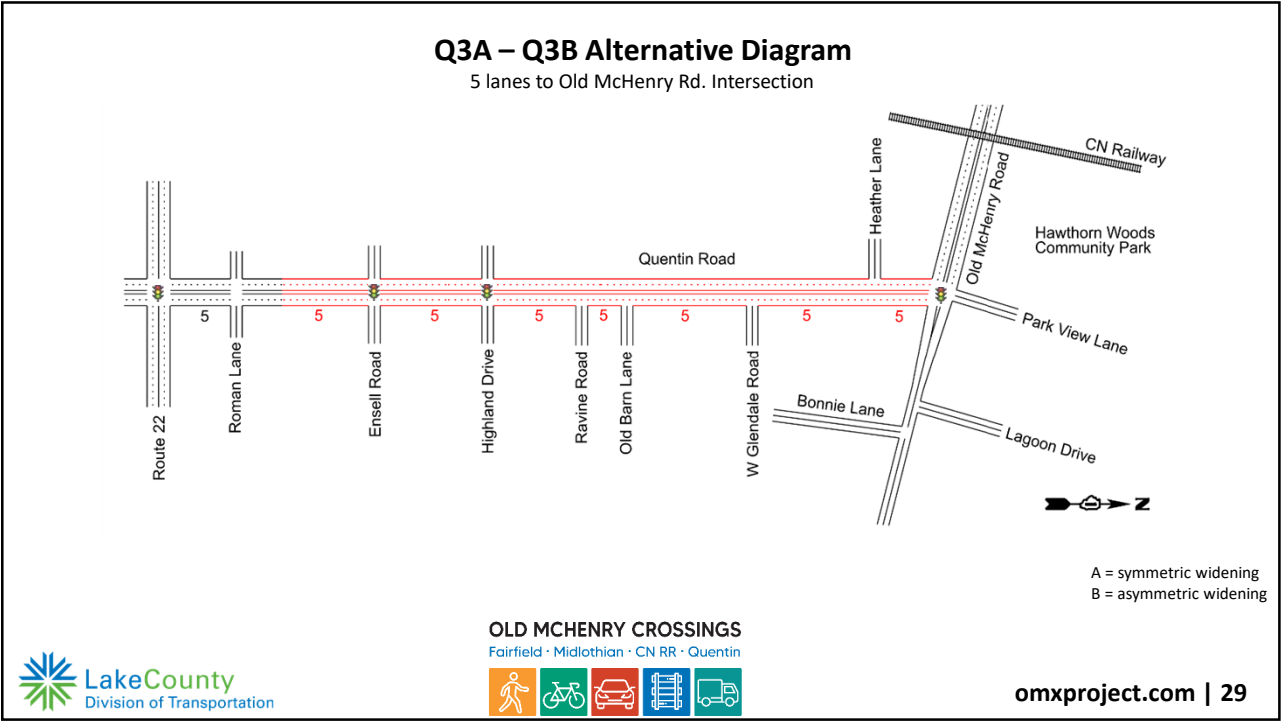 Q3A – Q3B Alternative Diagram
5 lanes to Old McHenry Rd. Intersection
CN Railway
Heather Lane
Old McHenry Road
Hawthorn Woods
Community Park
Quentin Road
5
5
5
5
5
5
5
5
Park View Lane
Roman Lane
Ensell Road
Highland Drive
Ravine Road
Old Barn Lane
W Glendale Road
Bonnie Lane
Route 22
Lagoon Drive
N
A = symmetric widening
B = asymmetric widening
OLD MCHENRY CROSSINGS
Fairfield · Midlothian · CN RR · Quentin
LakeCounty
Division of Transportation
omxproject.com | 29